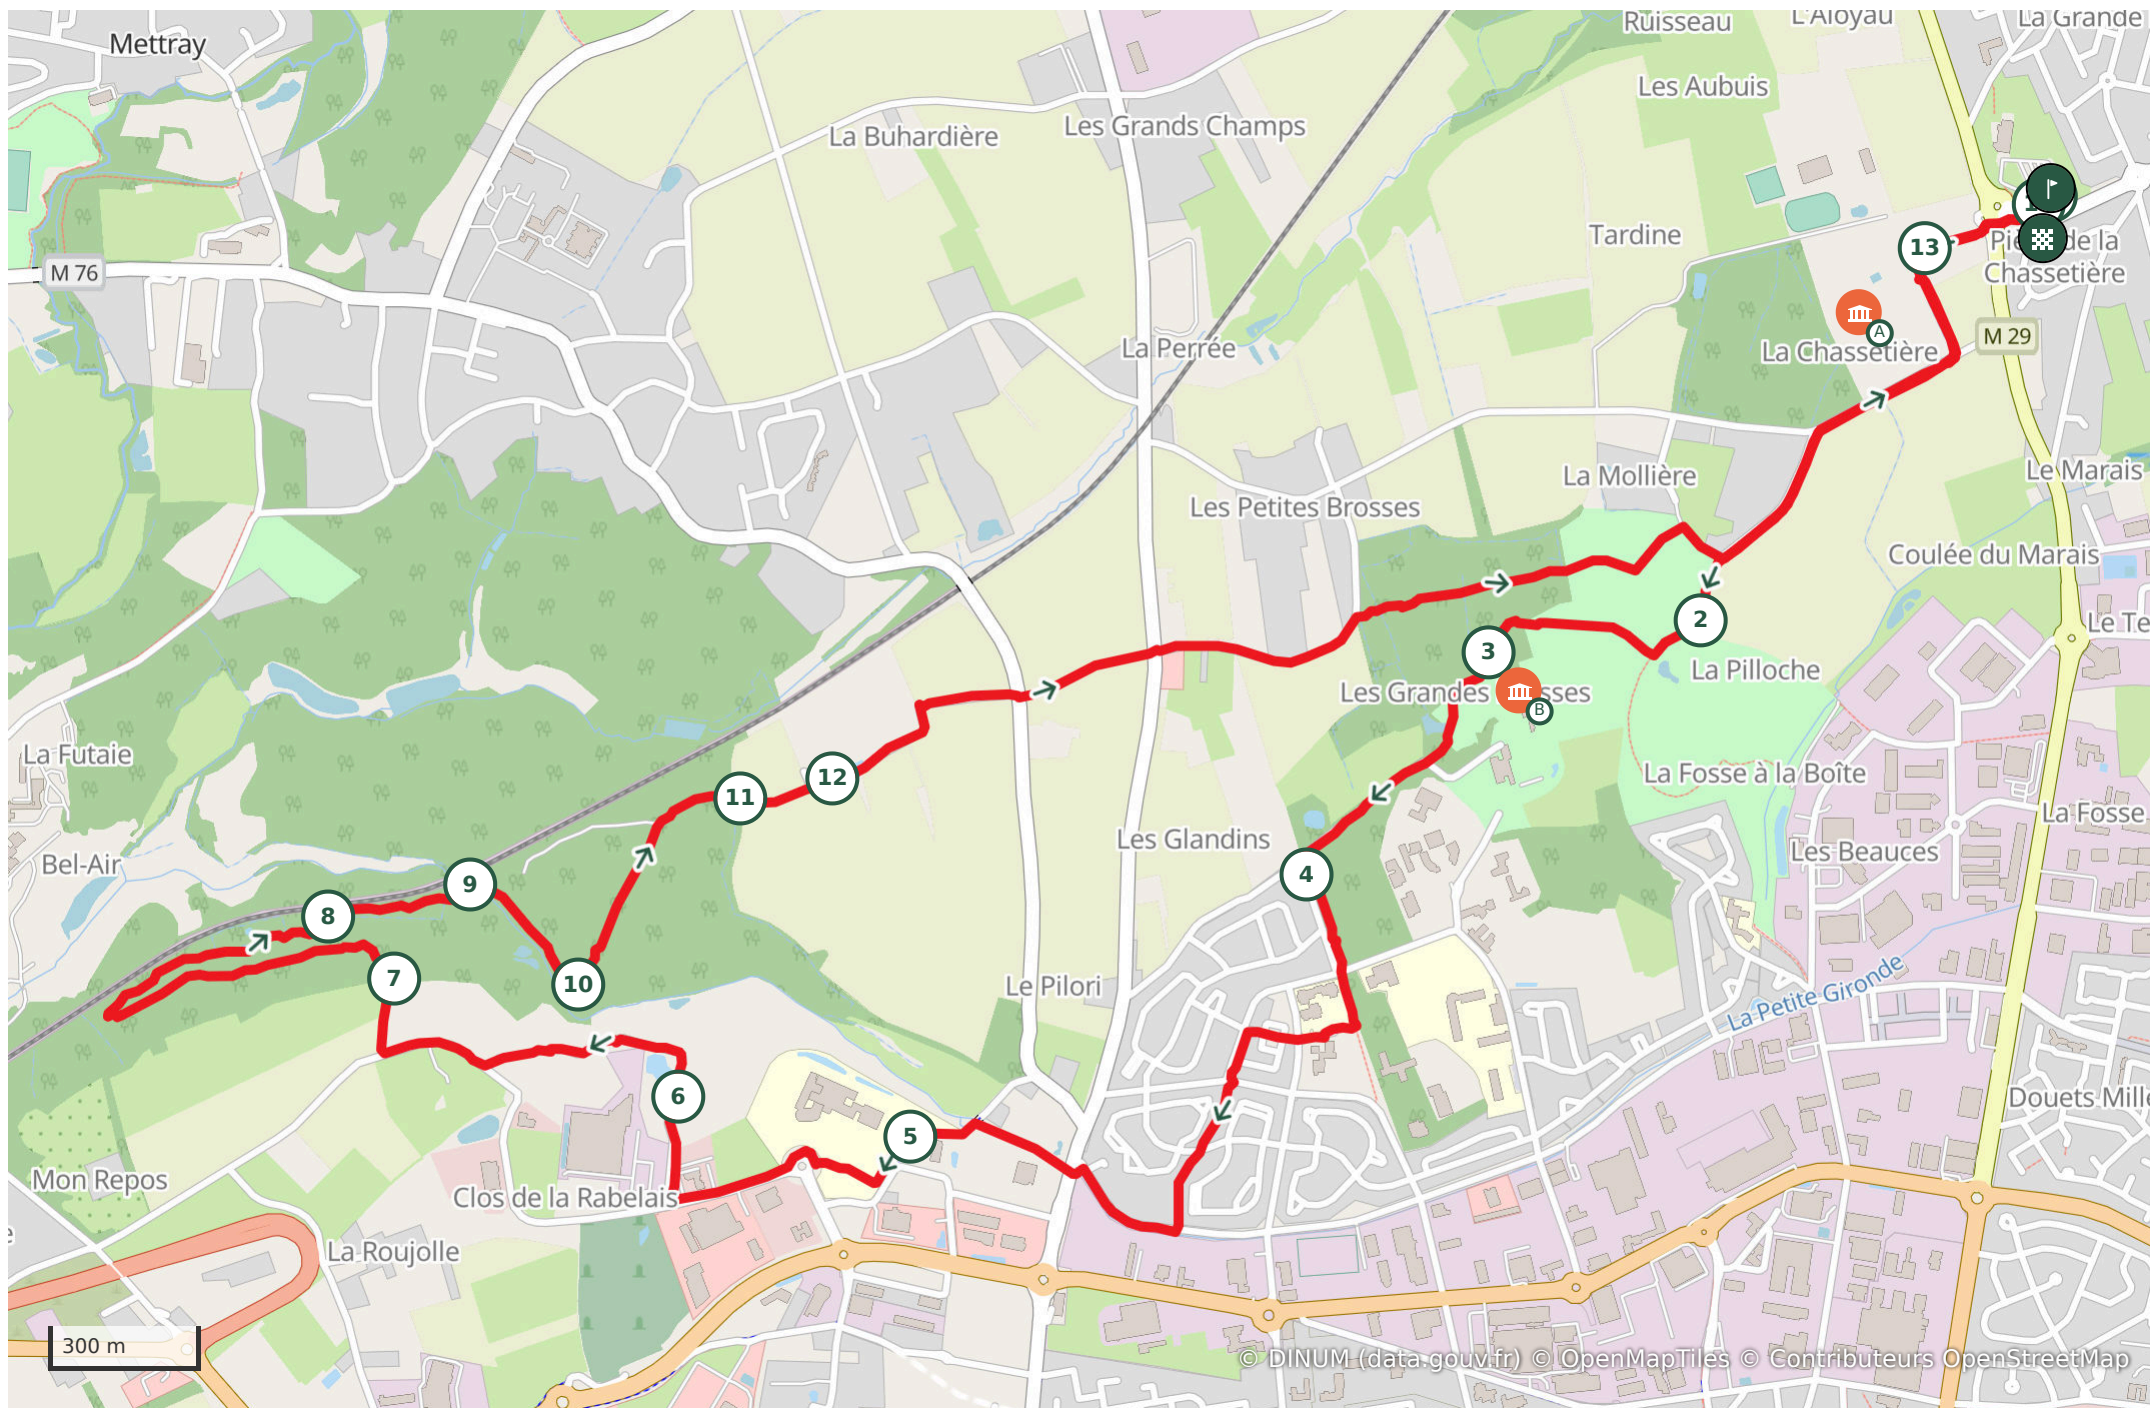 Ruisseau
L'Aloyau
La Grande
Mettray
Les Aubuis
La Buhardière
Les Grands Champs
Tardine
13
Pi
de la
Chassetière
M 76
A
M 29
La Perrée
La Chassetière
La Mollière
Le Marais
Les Petites Brosses
Coulée du Marais
2
Le Te
3
La Pilloche
Les Grandes
sses
B
La Futaie
11
12
La Fosse à la Boîte
La Fosse
Les Glandins
Les Beauces
Bel-Air
4
9
8
7
10
Le Pilori
La Petite Gironde
6
Douets Mille
5
Mon Repos
Clos de la Rabelais
La Roujolle
300 m
© DINUM (data.gouv.fr) © OpenMapTiles © Contributeurs OpenStreetMap